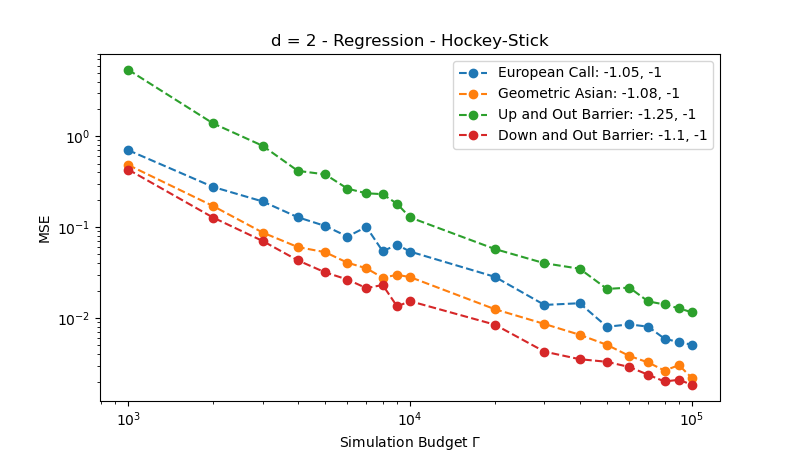 d = 2 - Regression - Hockey-Stick
European Call: -1.05, -1
Geometric Asian: -1.08, -1
Up and Out Barrier: -1.25, -1
Down and Out Barrier: -1.1, -1
MSE
10⁰
10⁻¹
10⁻²
10³ 10⁴ 10⁵
Simulation Budget Γ